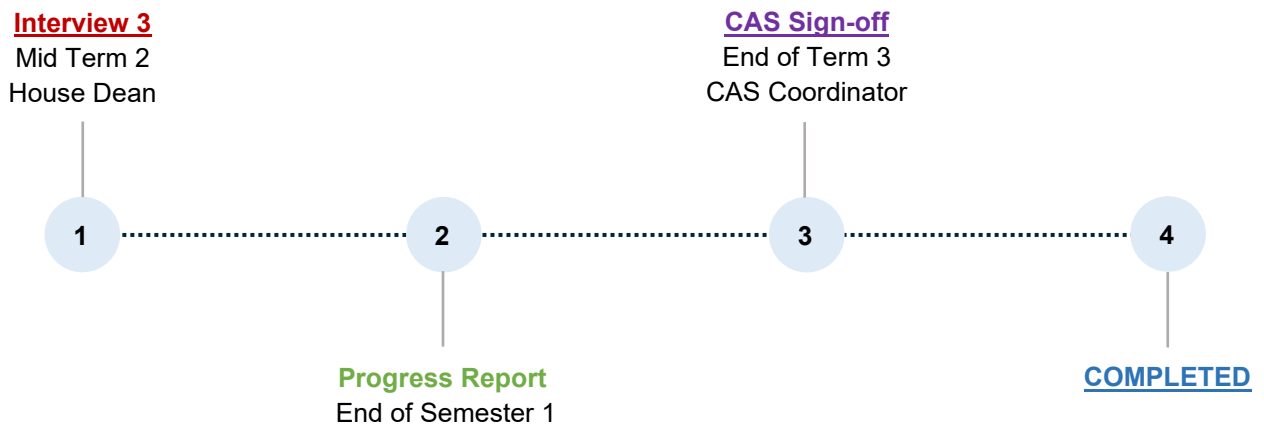 Interview 3
Mid Term 2
House Dean
CAS Sign-off
End of Term 3
CAS Coordinator
1
2
3
4
Progress Report
End of Semester 1
COMPLETED